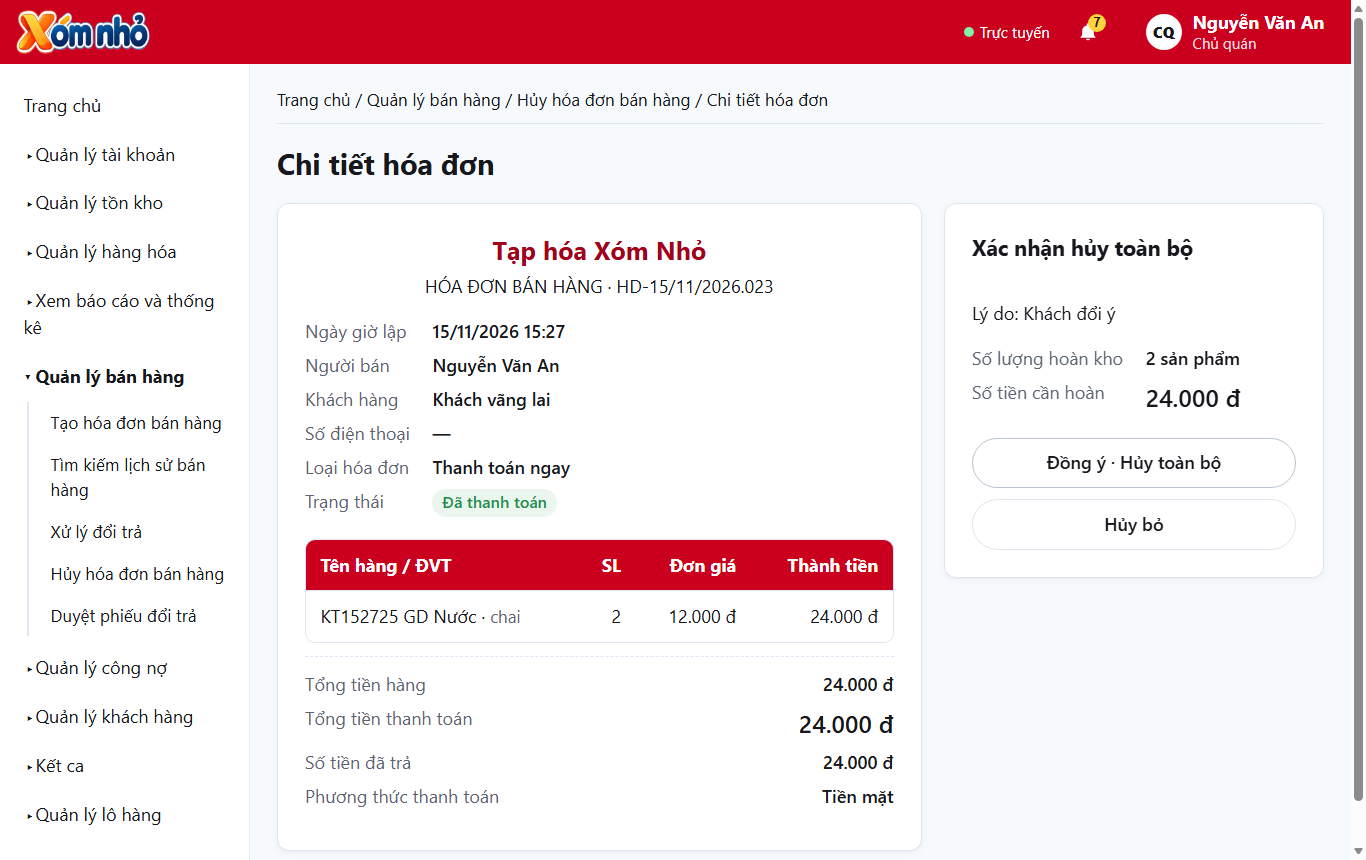 Xóm nhỏ
Trực tuyến
7
CQ
Nguyễn Văn An
Chủ quán
Trang chủ
Quản lý tài khoản
Quản lý tồn kho
Quản lý hàng hóa
Xem báo cáo và thống
kê
Quản lý bán hàng
Tạo hóa đơn bán hàng
Tìm kiếm lịch sử bán
hàng
Xử lý đổi trả
Hủy hóa đơn bán hàng
Duyệt phiếu đổi trả
Quản lý công nợ
Quản lý khách hàng
Kết ca
Quản lý lô hàng
Trang chủ / Quản lý bán hàng / Hủy hóa đơn bán hàng / Chi tiết hóa đơn
Chi tiết hóa đơn
Tạp hóa Xóm Nhỏ
HÓA ĐƠN BÁN HÀNG · HD-15/11/2026.023
Ngày giờ lập 15/11/2026 15:27
Người bán Nguyễn Văn An
Khách hàng Khách vãng lai
Số điện thoại —
Loại hóa đơn Thanh toán ngay
Trạng thái Đã thanh toán
Tên hàng / ĐVT SL Đơn giá Thành tiền
KT152725 GD Nước · chai 2 12.000 đ 24.000 đ
Tổng tiền hàng 24.000 đ
Tổng tiền thanh toán 24.000 đ
Số tiền đã trả 24.000 đ
Phương thức thanh toán Tiền mặt
Xác nhận hủy toàn bộ
Lý do: Khách đổi ý
Số lượng hoàn kho 2 sản phẩm
Số tiền cần hoàn 24.000 đ
Đồng ý · Hủy toàn bộ
Hủy bỏ